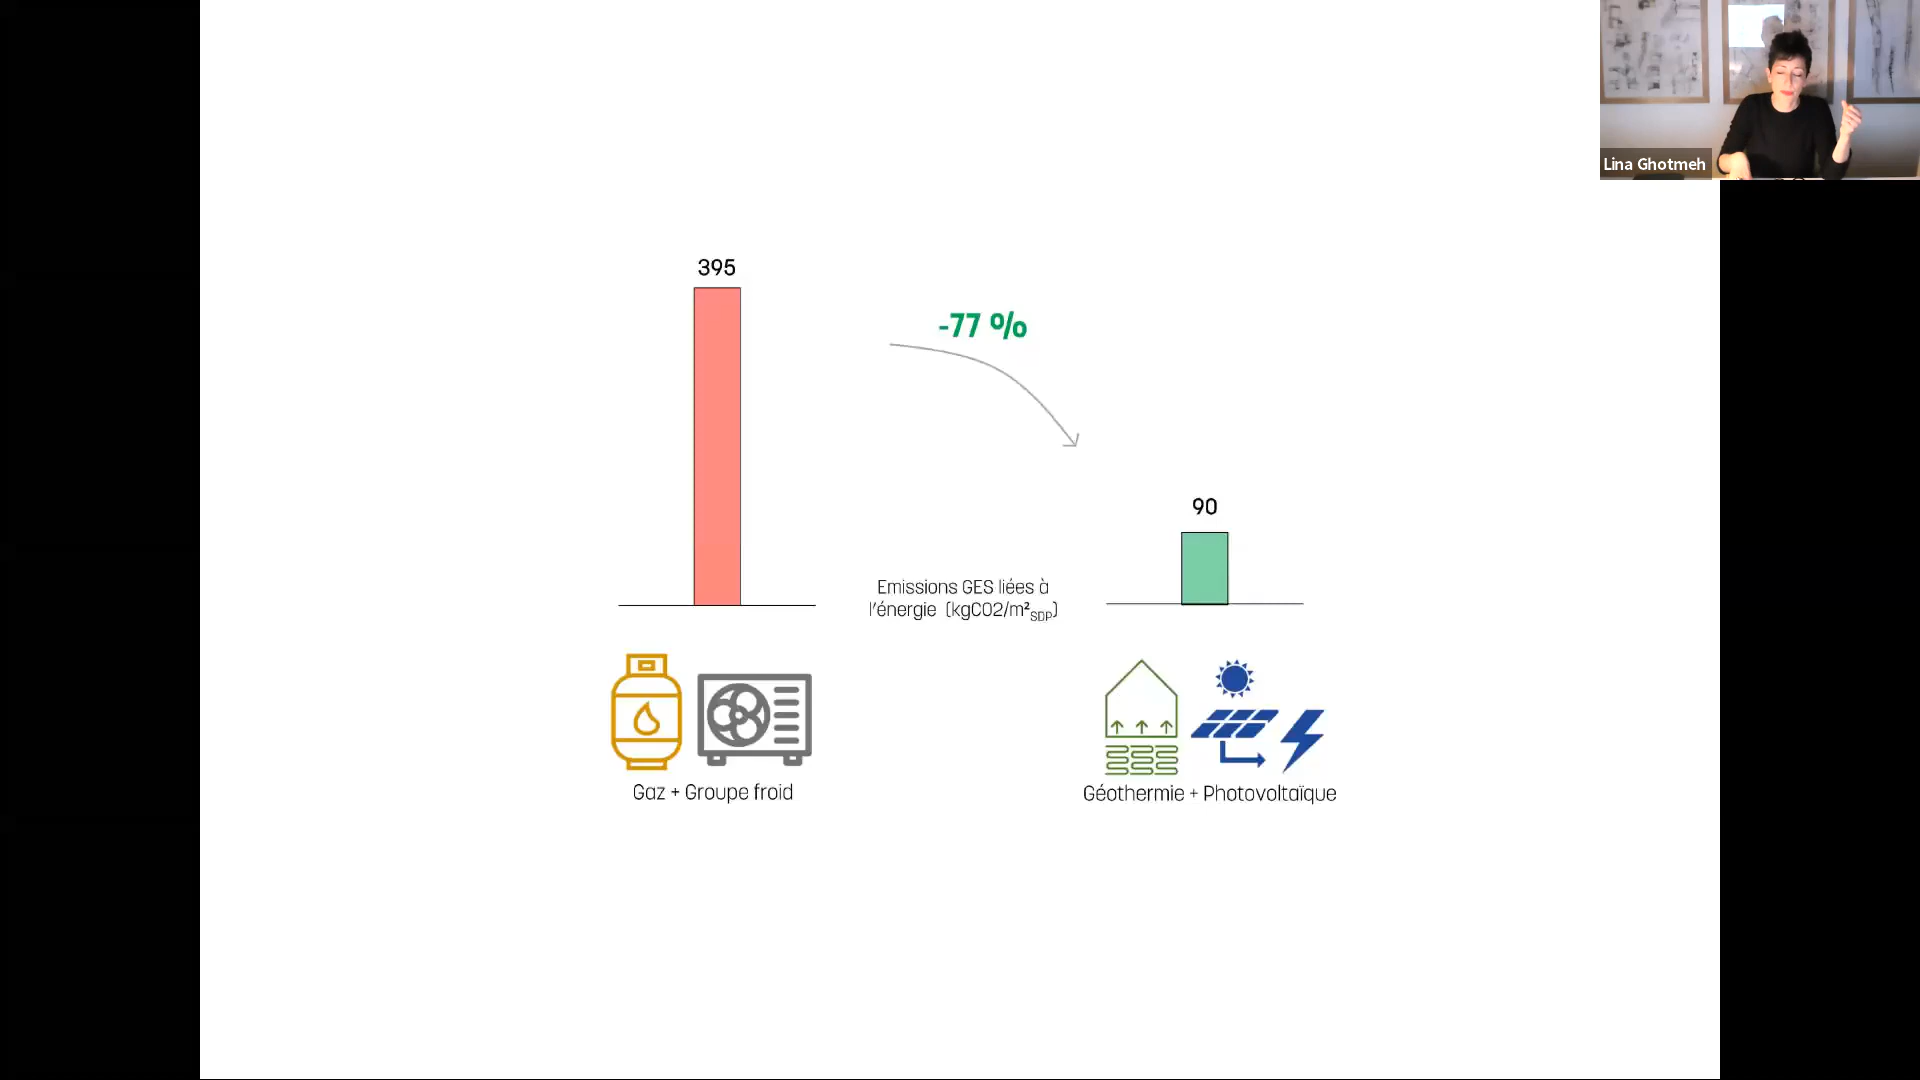 Lina Ghotmeh
395
-77 %
90
Emissions GES liées à
l'énergie (kgCO2/m²SDP)
Gaz + Groupe froid
Géothermie + Photovoltaïque